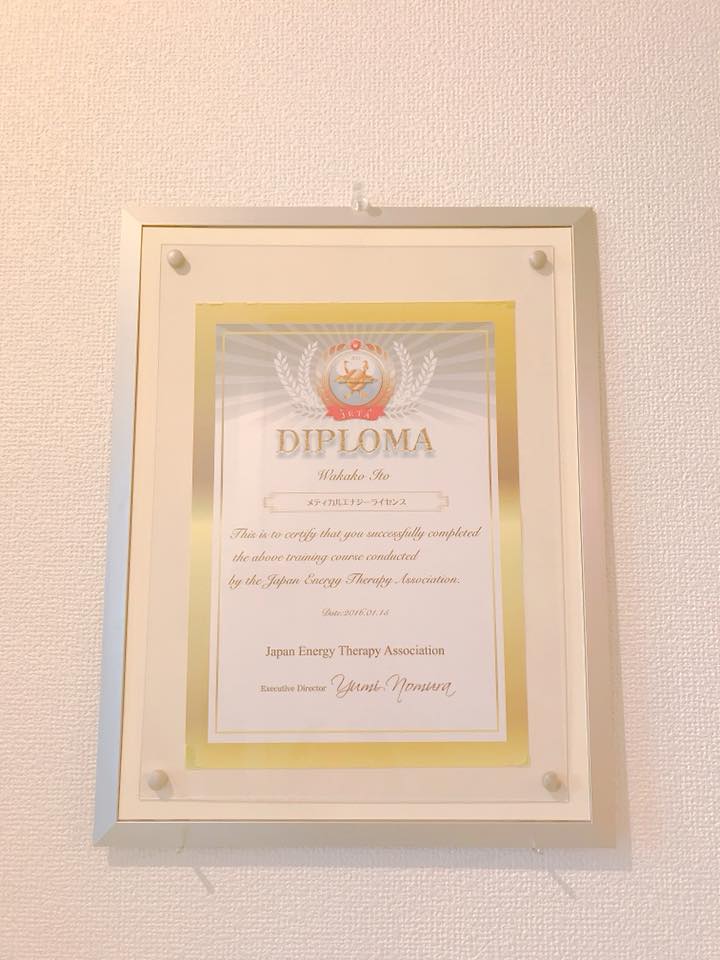 JETA
DIPLOMA
Wakako Ito
メディカルエナジーライセンス
This is to certify that you successfully completed
the above training course conducted
by the Japan Energy Therapy Association.
Date:2016.01.15
Japan Energy Therapy Association
Executive Director Yumi Nomura